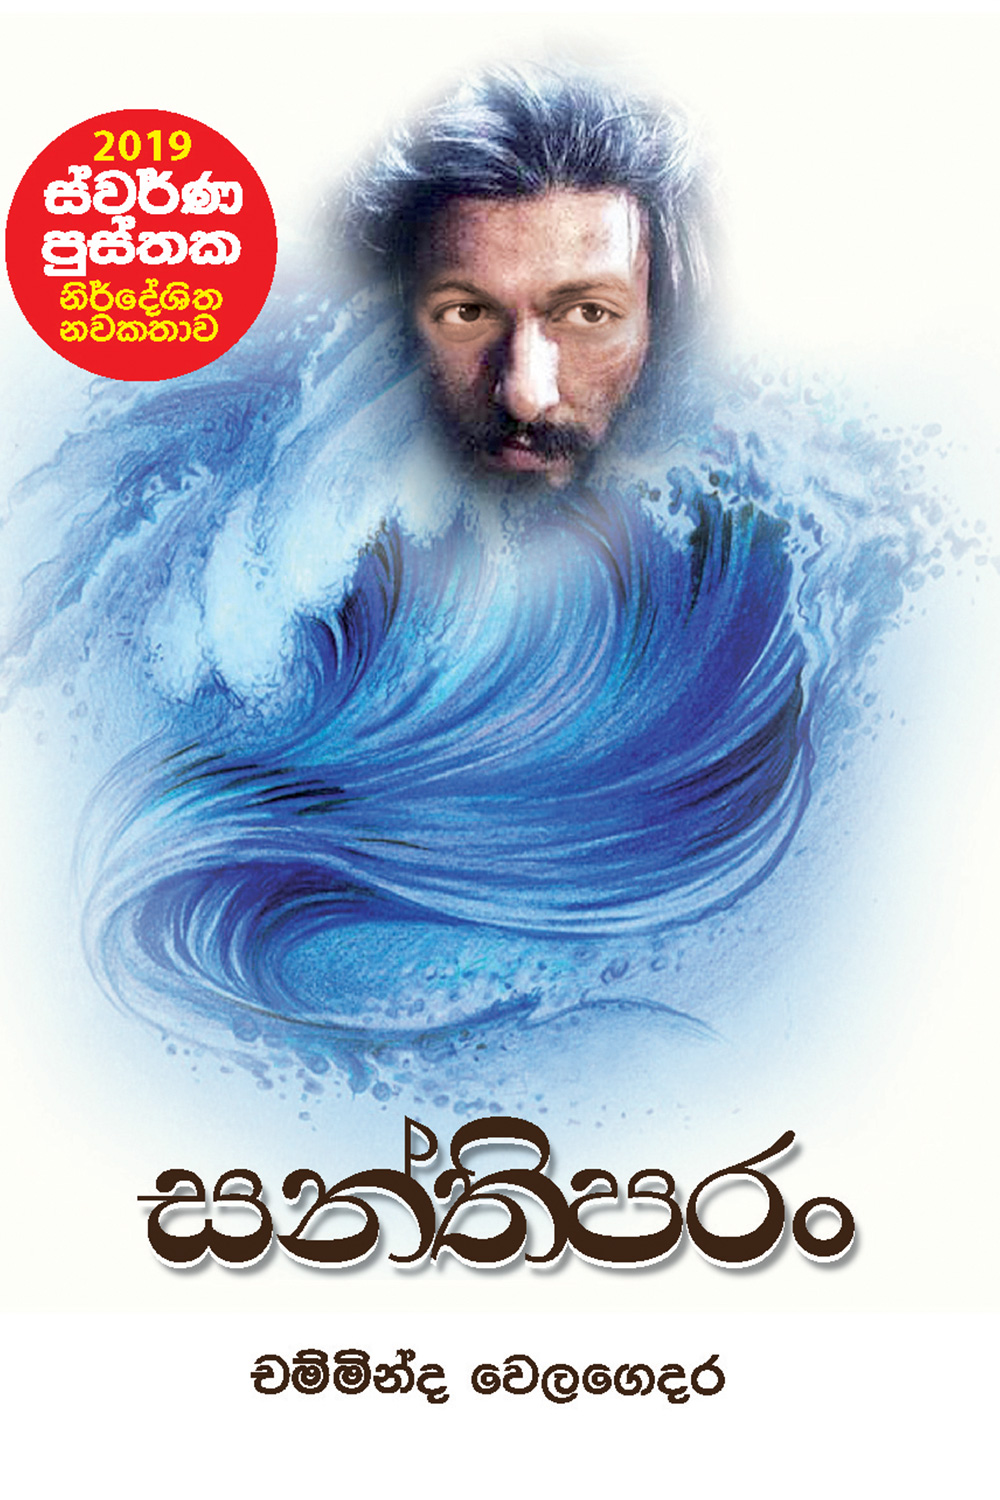 2019
ස්වර්ණ
පුස්තක
නිර්දේශිත
නවකතාව
සන්තිපරං
චම්මින්ද වෙලගෙදර